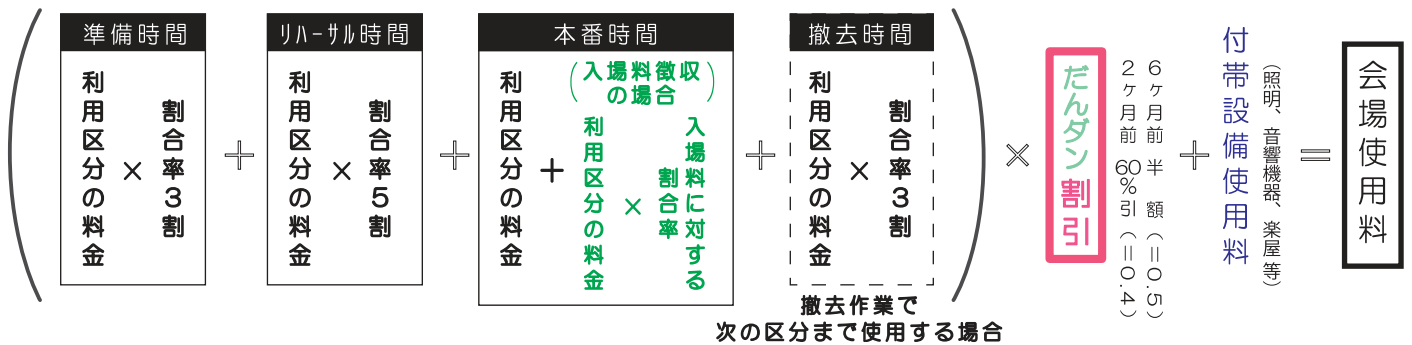 (
準備時間
利用区分の料金
×
割合率3割
+
リハーサル時間
利用区分の料金
×
割合率5割
+
本番時間
利用区分の料金
+
(入場料徴収
の場合)
利用区分の料金
×
入場料に対する
割合率
+
撤去時間
利用区分の料金
×
割合率3割
撤去作業で
次の区分まで使用する場合
)
×
だんダン割引
6ヶ月前 半 額(=0.5)
2ヶ月前 60%引(=0.4)
+
付帯設備使用料
(照明、音響機器、楽屋等)
=
会場使用料